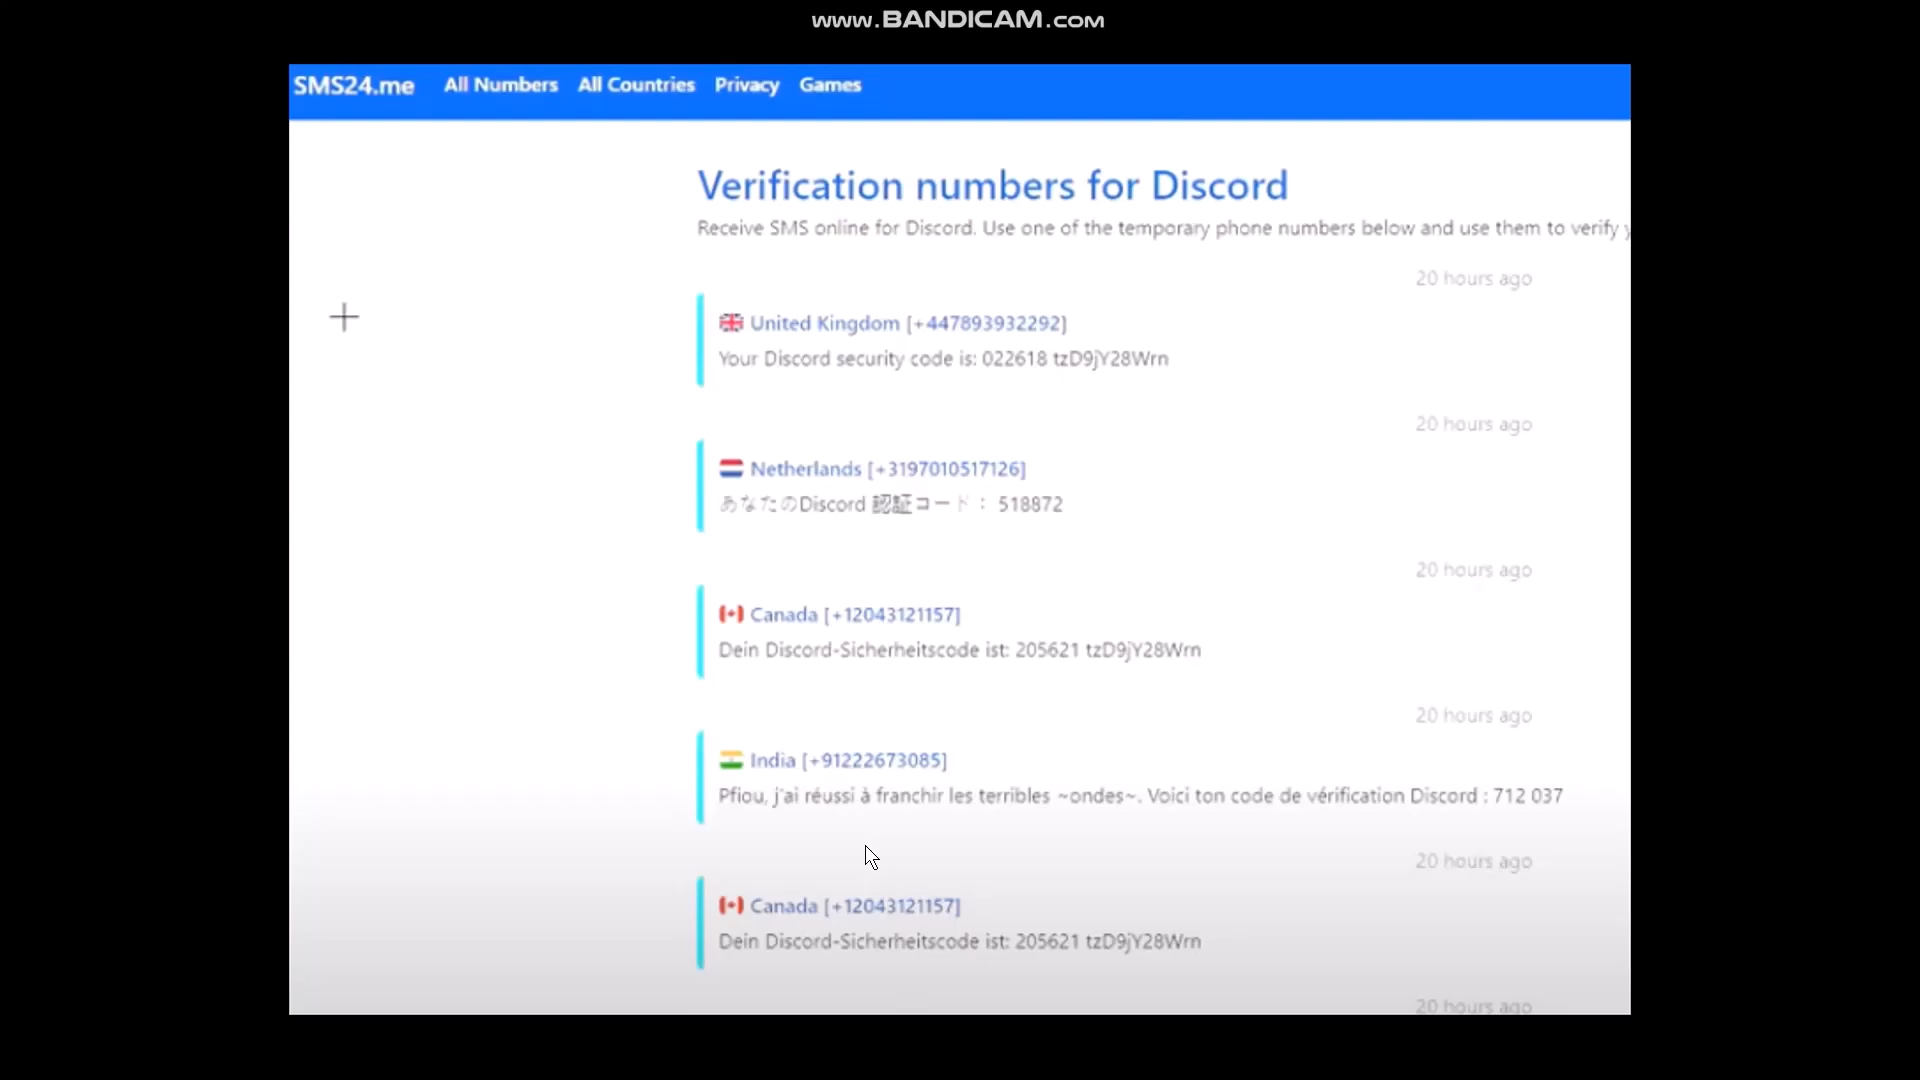 www.BANDICAM.com
SMS24.me All Numbers All Countries Privacy Games
Verification numbers for Discord
Receive SMS online for Discord. Use one of the temporary phone numbers below and use them to verify
20 hours ago
United Kingdom [+447893932292]
Your Discord security code is: 022618 tzD9jY28Wrn
20 hours ago
Netherlands [+3197010517126]
あなたのDiscord 認証コード： 518872
20 hours ago
Canada [+12043121157]
Dein Discord-Sicherheitscode ist: 205621 tzD9jY28Wrn
20 hours ago
India [+91222673085]
Pfiou, j'ai réussi à franchir les terribles ~ondes~. Voici ton code de vérification Discord : 712 037
20 hours ago
Canada [+12043121157]
Dein Discord-Sicherheitscode ist: 205621 tzD9jY28Wrn
20 hours ago